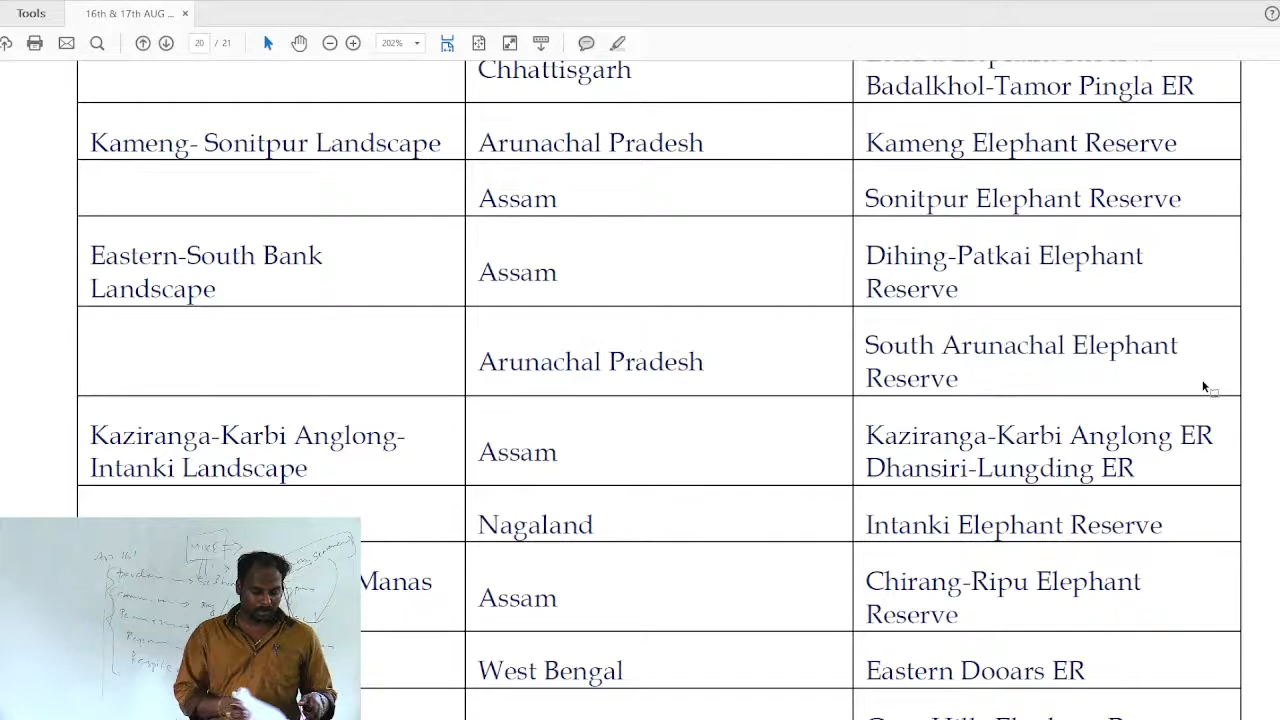 Tools
16th & 17th AUG ...
20 / 21
202%
Chhattisgarh
Badalkhol-Tamor Pingla ER
Kameng- Sonitpur Landscape
Arunachal Pradesh
Kameng Elephant Reserve
Assam
Sonitpur Elephant Reserve
Eastern-South Bank
Landscape
Assam
Dihing-Patkai Elephant
Reserve
Arunachal Pradesh
South Arunachal Elephant
Reserve
Kaziranga-Karbi Anglong-
Intanki Landscape
Assam
Kaziranga-Karbi Anglong ER
Dhansiri-Lungding ER
Nagaland
Intanki Elephant Reserve
Manas
Assam
Chirang-Ripu Elephant
Reserve
West Bengal
Eastern Dooars ER